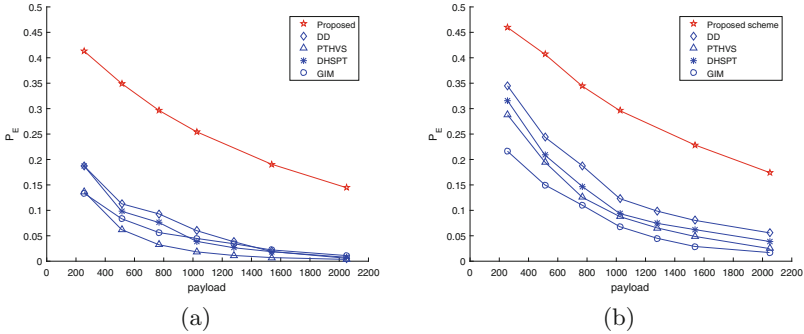 0.5
0.45
0.4
0.35
0.3
0.25
0.2
0.15
0.1
0.05
0
P_E
0 200 400 600 800 1000 1200 1400 1600 1800 2000 2200
payload
Proposed
DD
PTHVS
DHSPT
GIM
(a)
0.5
0.45
0.4
0.35
0.3
0.25
0.2
0.15
0.1
0.05
0
P_E
0 200 400 600 800 1000 1200 1400 1600 1800 2000 2200
payload
Proposed scheme
DD
PTHVS
DHSPT
GIM
(b)